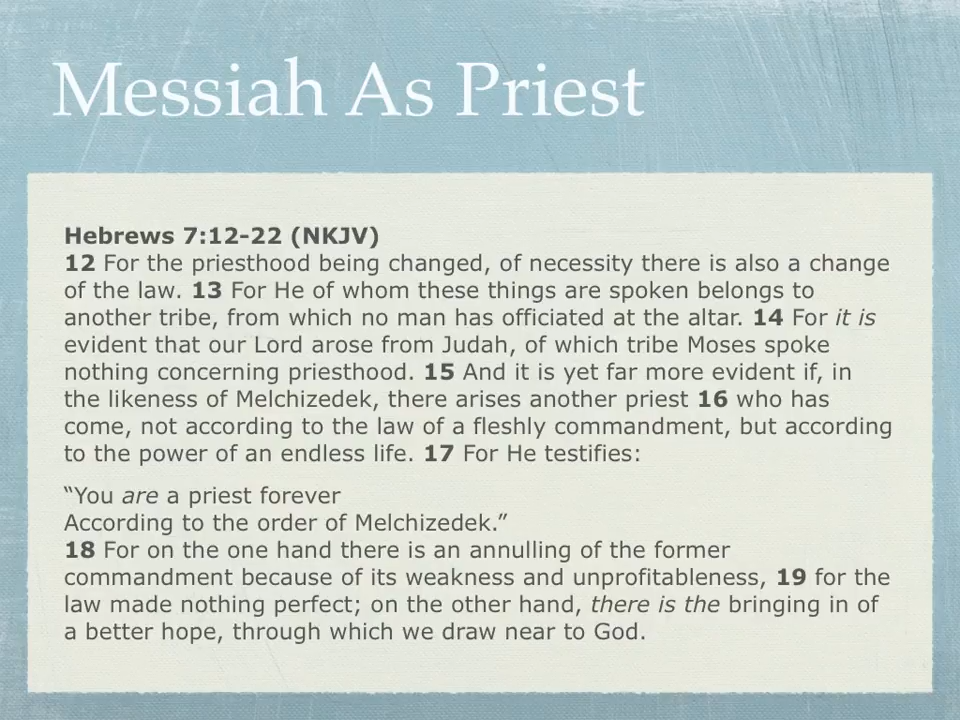 Messiah As Priest
Hebrews 7:12-22 (NKJV)
12 For the priesthood being changed, of necessity there is also a change
of the law. 13 For He of whom these things are spoken belongs to
another tribe, from which no man has officiated at the altar. 14 For it is
evident that our Lord arose from Judah, of which tribe Moses spoke
nothing concerning priesthood. 15 And it is yet far more evident if, in
the likeness of Melchizedek, there arises another priest 16 who has
come, not according to the law of a fleshly commandment, but according
to the power of an endless life. 17 For He testifies:
“You are a priest forever
According to the order of Melchizedek.”
18 For on the one hand there is an annulling of the former
commandment because of its weakness and unprofitableness, 19 for the
law made nothing perfect; on the other hand, there is the bringing in of
a better hope, through which we draw near to God.